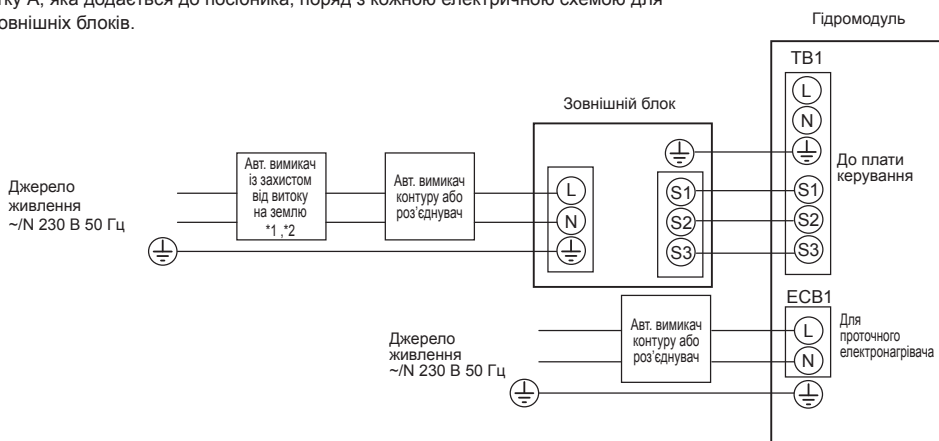 тку А, яка додається до посібника, поряд з кожною електричною схемою для
овнішніх блоків.
Гідромодуль
TB1
L
N
Зовнішній блок
До плати
керування
S1
S2
S3
S1
S2
S3
L
N
Авт. вимикач
із захистом
від витоку
на землю
*1 ,*2
Авт. вимикач
контуру або
роз’єднувач
Джерело
живлення
~/N 230 В 50 Гц
ECB1
L
N
Для
проточного
електронагрівача
Авт. вимикач
контуру або
роз’єднувач
Джерело
живлення
~/N 230 В 50 Гц